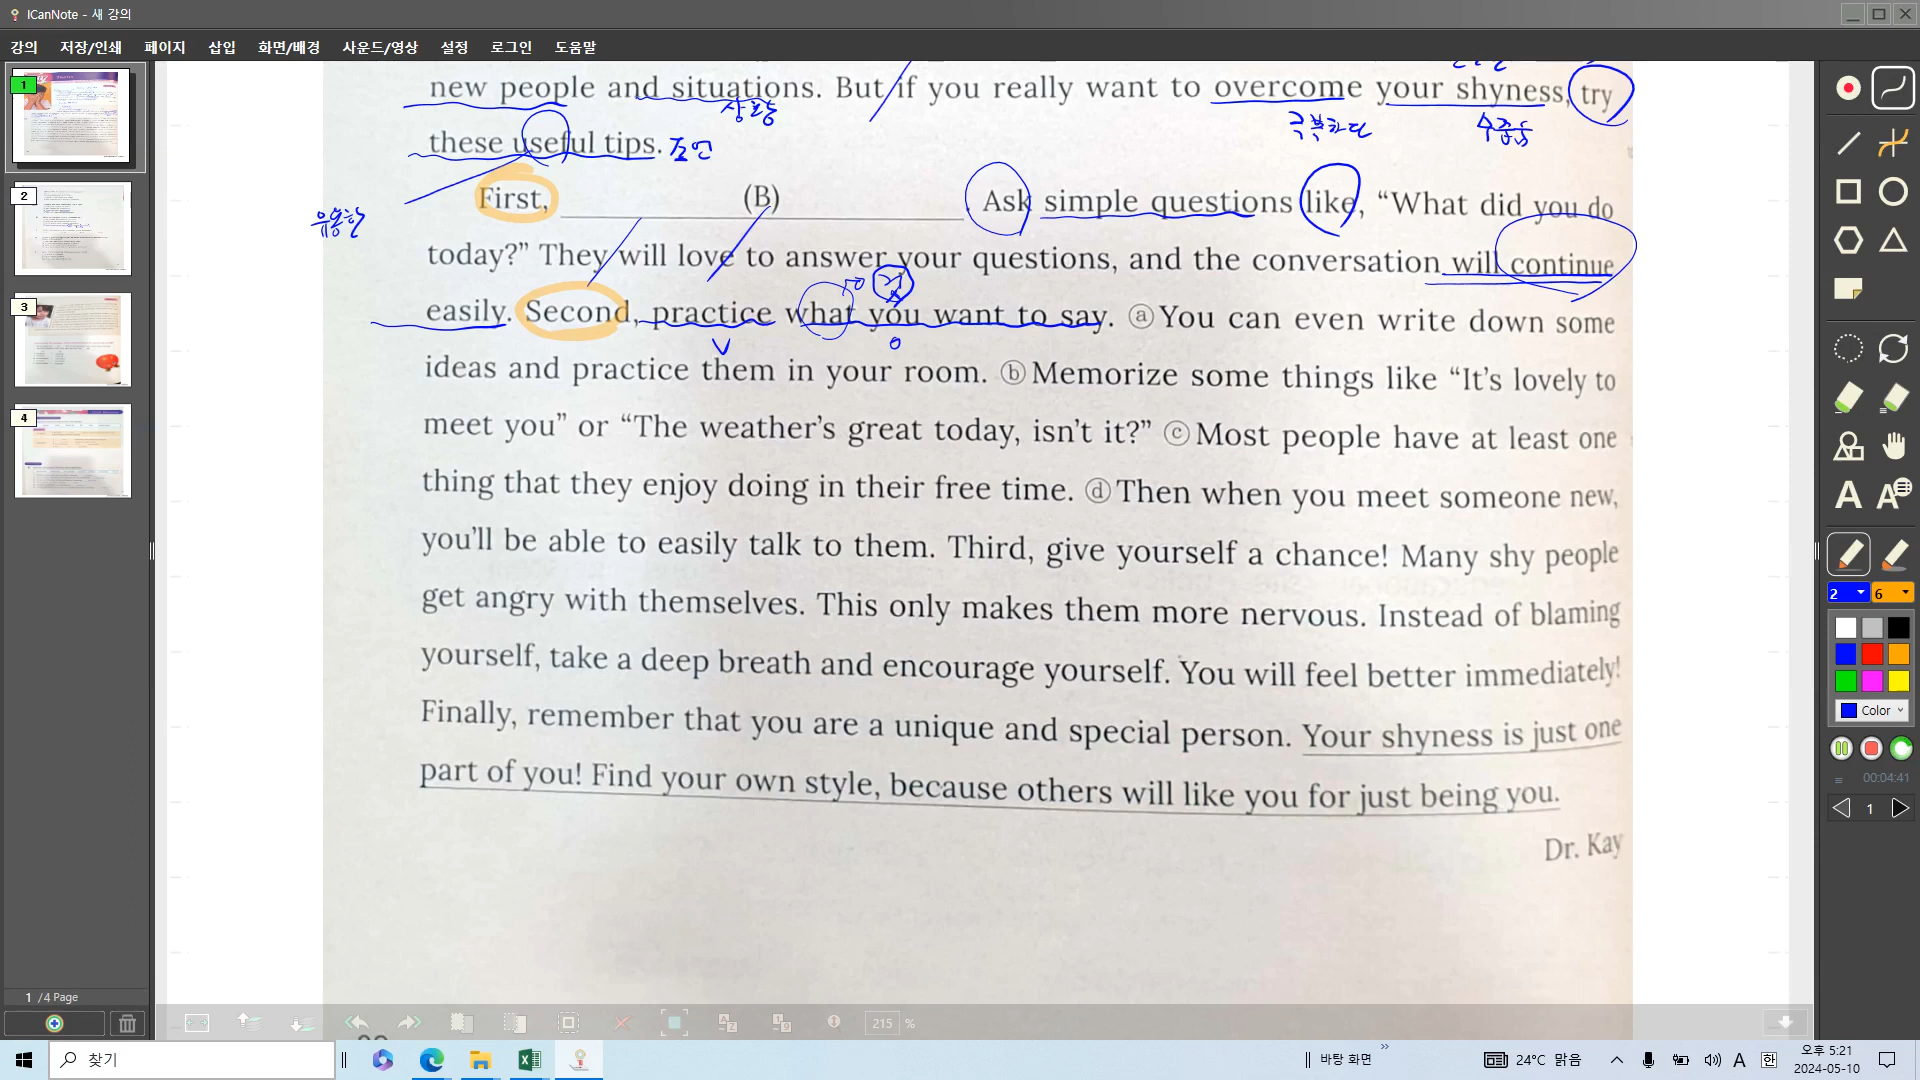 ICanNote - 새 강의
강의 저장/인쇄 페이지 삽입 화면/배경 사운드/영상 설정 로그인 도움말
1
2
3
4
new people and situations. But if you really want to overcome your shyness, try
상황
극복하다
수줍음
these useful tips. 조언
유용한
First, (B) . Ask simple questions like, “What did you do
today?” They will love to answer your questions, and the conversation will continue
easily. Second, practice what you want to say. ⓐ You can even write down some
것
V
o
ideas and practice them in your room. ⓑ Memorize some things like “It’s lovely to
meet you” or “The weather’s great today, isn’t it?” ⓒ Most people have at least one
thing that they enjoy doing in their free time. ⓓ Then when you meet someone new,
you’ll be able to easily talk to them. Third, give yourself a chance! Many shy people
get angry with themselves. This only makes them more nervous. Instead of blaming
yourself, take a deep breath and encourage yourself. You will feel better immediately!
Finally, remember that you are a unique and special person. Your shyness is just one
part of you! Find your own style, because others will like you for just being you.
Dr. Kay
2
6
Color
00:04:41
1
1 /4 Page
215 %
찾기
바탕 화면
24°C 맑음
A
한
오후 5:21
2024-05-10